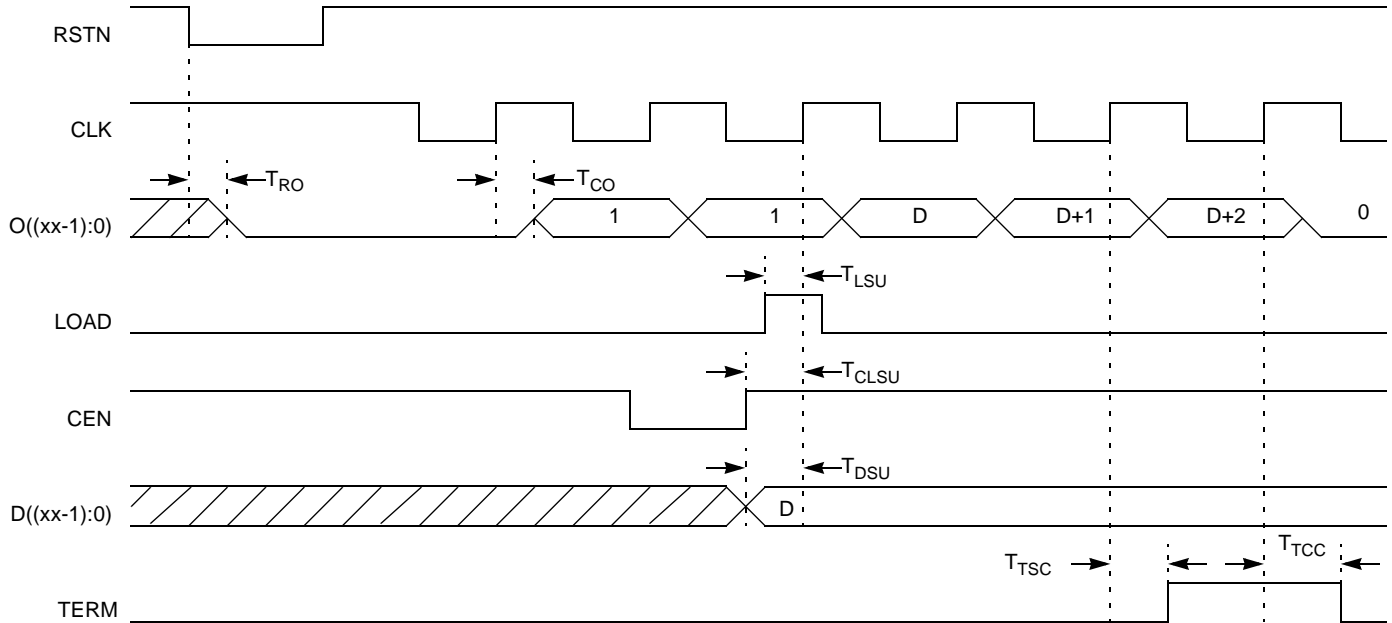 RSTN
CLK
T_RO T_CO
O((xx-1):0) 1 1 D D+1 D+2 0
T_LSU
LOAD
T_CLSU
CEN
T_DSU
D((xx-1):0) D
T_TSC T_TCC
TERM